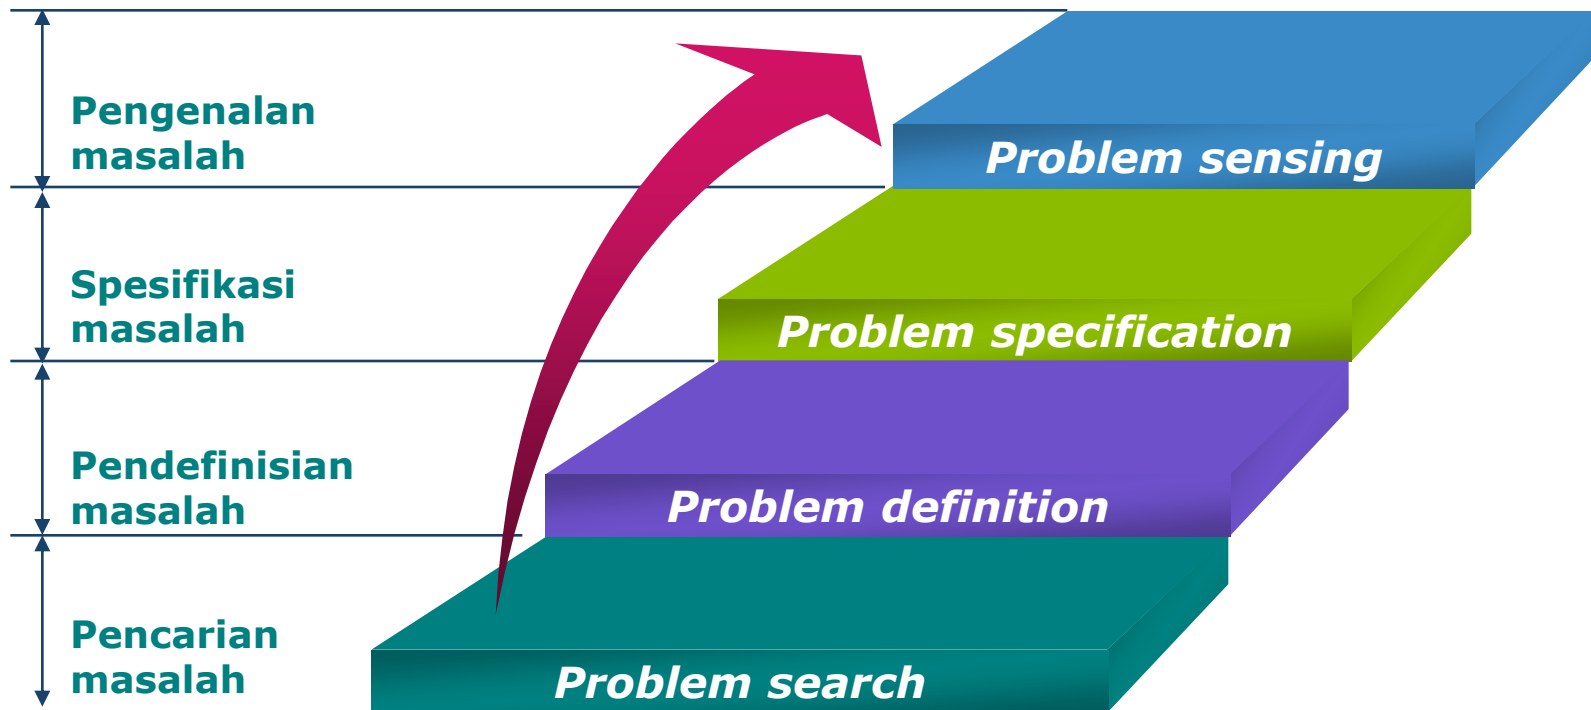 Pengenalan
masalah
Problem sensing
Spesifikasi
masalah
Problem specification
Pendefinisian
masalah
Problem definition
Pencarian
masalah
Problem search